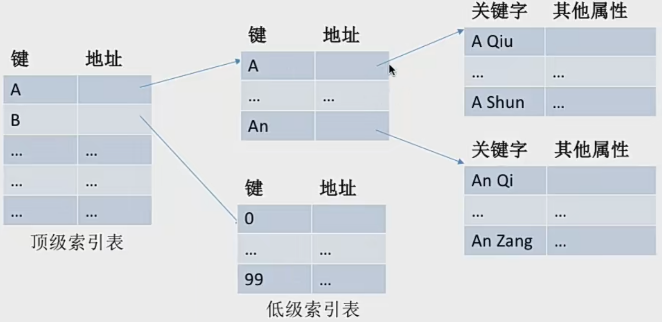 键 地址
A
B
... ...
... ...
... ...
顶级索引表
键 地址
A
... ...
An
键 地址
0
... ...
99 ...
低级索引表
关键字 其他属性
A Qiu
... ...
A Shun ...
关键字 其他属性
An Qi
... ...
An Zang ...